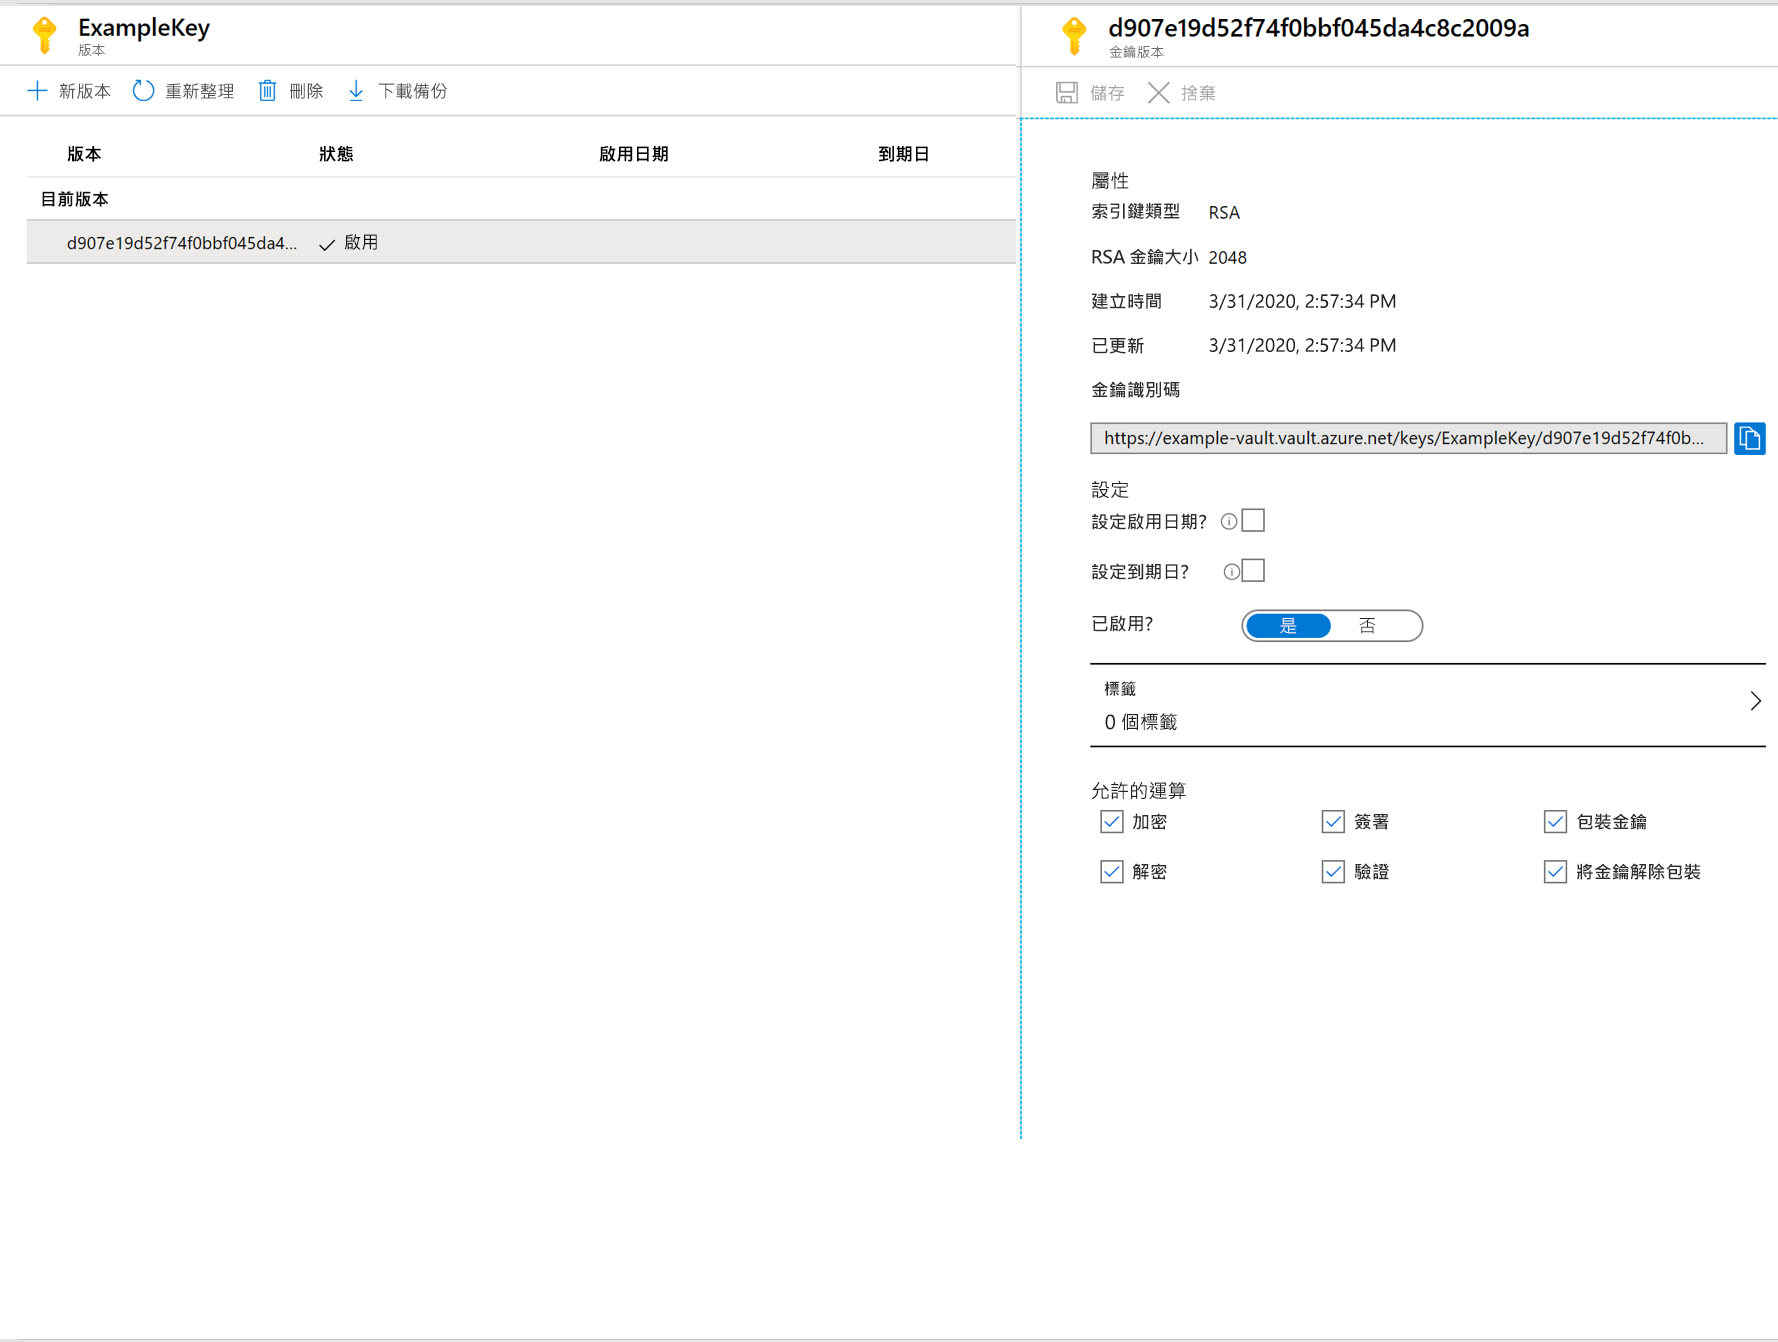 ExampleKey
版本
新版本 重新整理 刪除 下載備份
版本 狀態 啟用日期 到期日
目前版本
d907e19d52f74f0bbf045da4... 啟用
d907e19d52f74f0bbf045da4c8c2009a
金鑰版本
儲存 捨棄
屬性
索引鍵類型 RSA
RSA 金鑰大小 2048
建立時間 3/31/2020, 2:57:34 PM
已更新 3/31/2020, 2:57:34 PM
金鑰識別碼
https://example-vault.vault.azure.net/keys/ExampleKey/d907e19d52f74f0b...
設定
設定啟用日期?
設定到期日?
已啟用? 是 否
標籤
0 個標籤
允許的運算
加密 簽署 包裝金鑰
解密 驗證 將金鑰解除包裝